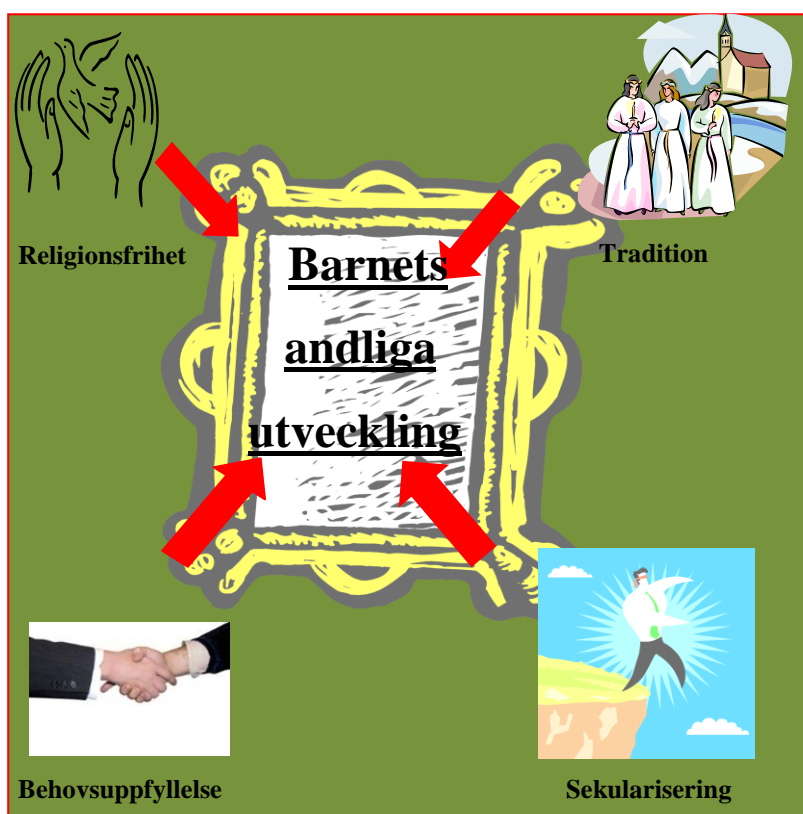 Religionsfrihet
Tradition
Barnets
andliga
utveckling
Behovsuppfyllelse
Sekularisering